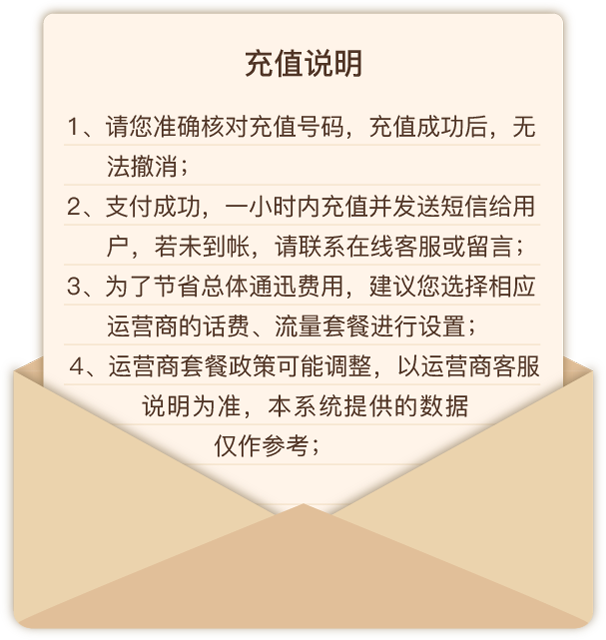 充值说明
1、请您准确核对充值号码，充值成功后，无
法撤消；
2、支付成功，一小时内充值并发送短信给用
户，若未到帐，请联系在线客服或留言；
3、为了节省总体通迅费用，建议您选择相应
运营商的话费、流量套餐进行设置；
4、运营商套餐政策可能调整，以运营商客服
说明为准，本系统提供的数据
仅作参考；